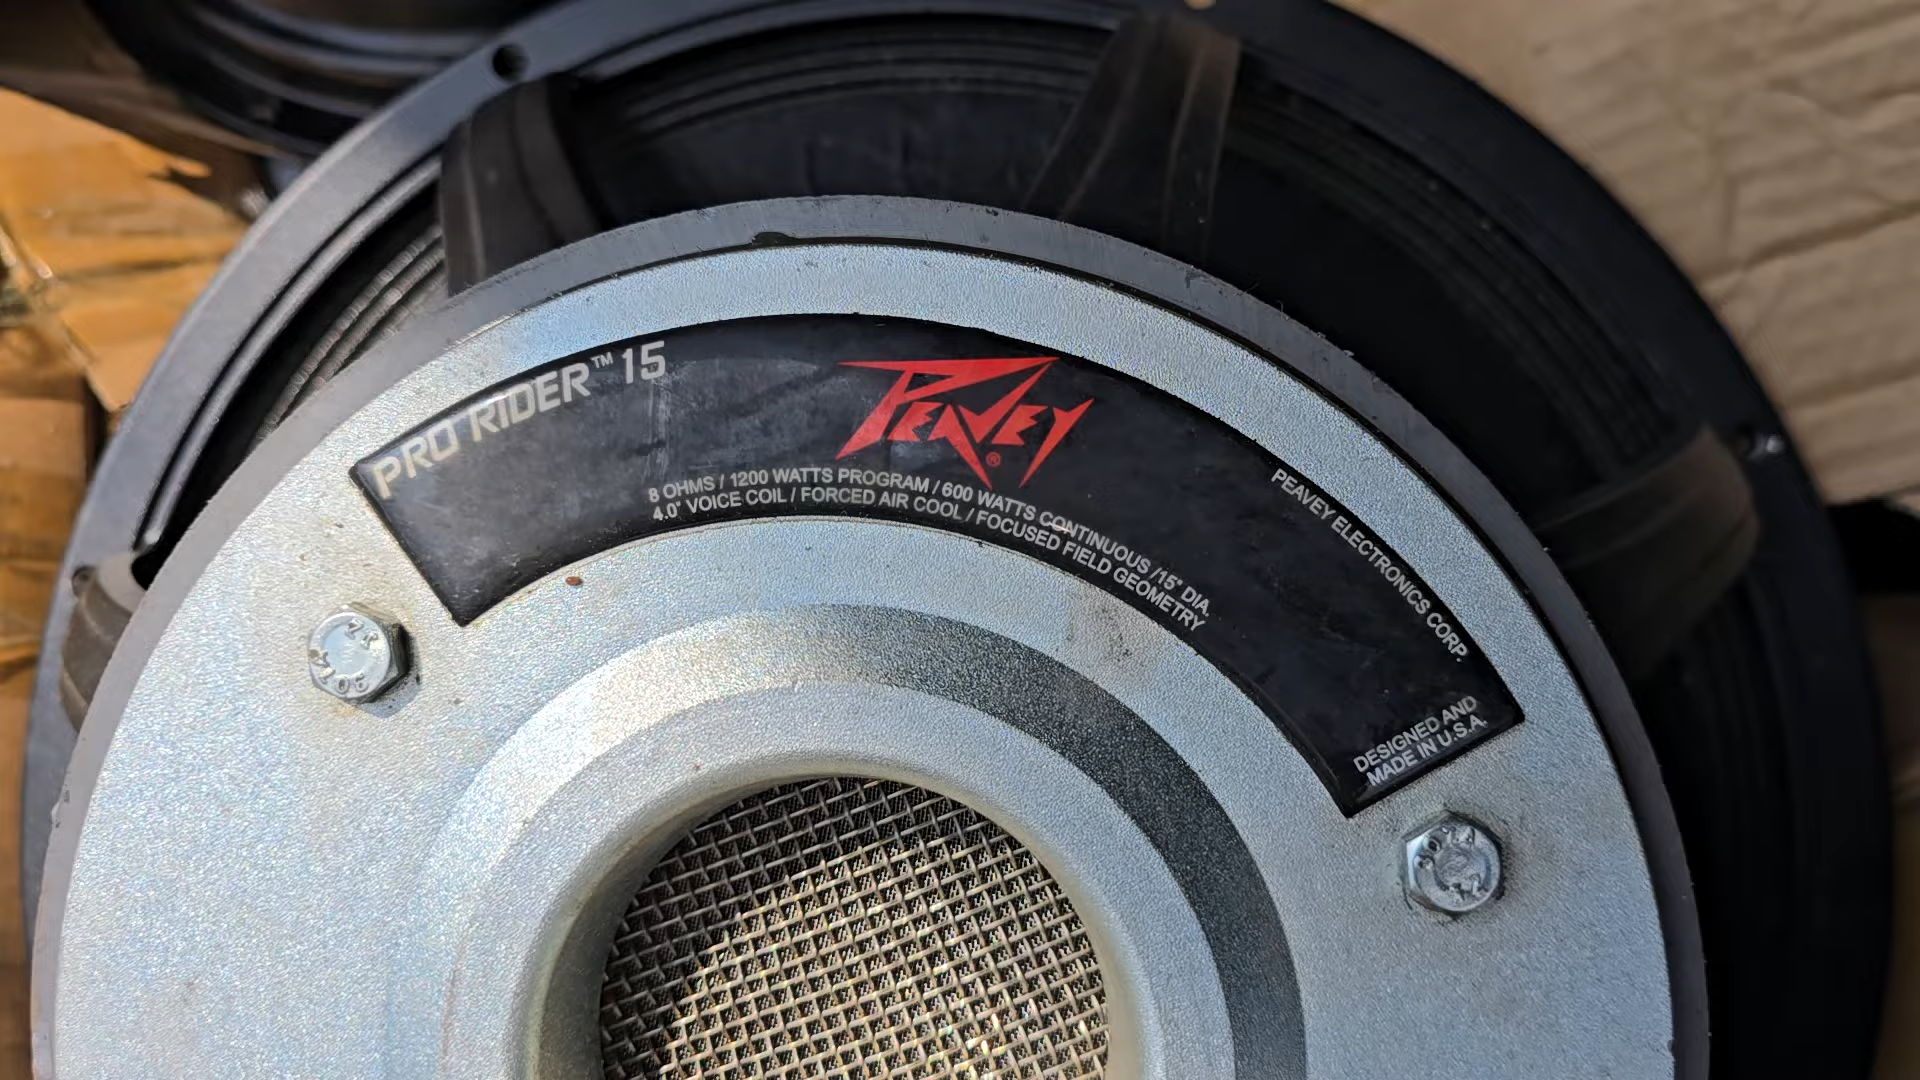 PRO RIDER™ 15
PEAVEY®
8 OHMS / 1200 WATTS PROGRAM / 600 WATTS CONTINUOUS /15" DIA.
4.0" VOICE COIL / FORCED AIR COOL / FOCUSED FIELD GEOMETRY
PEAVEY ELECTRONICS CORP.
DESIGNED AND
MADE IN U.S.A.